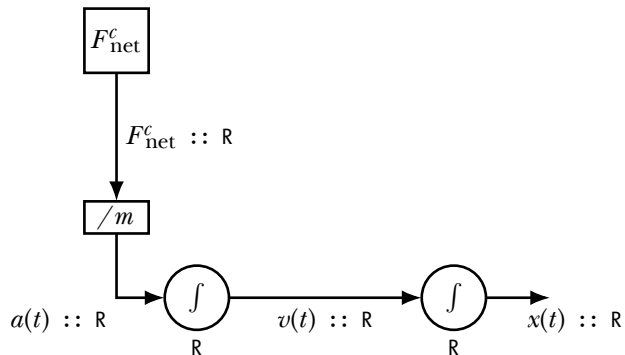 F^c_net
F^c_net :: R
/m
∫ ∫
a(t) :: R R v(t) :: R R x(t) :: R